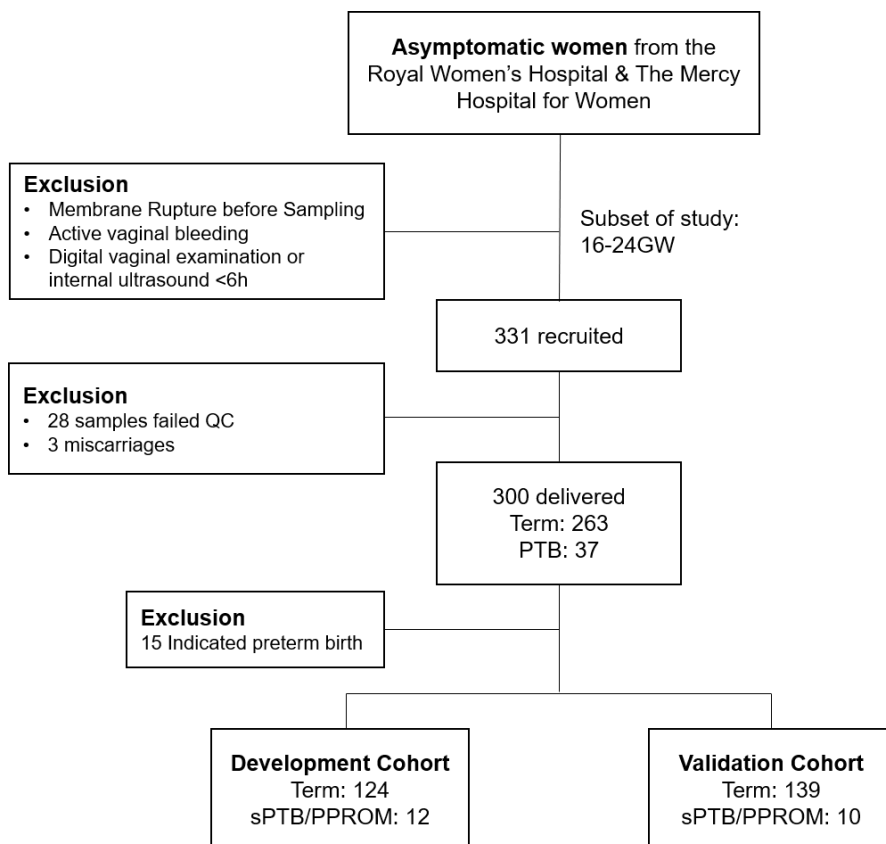 Asymptomatic women from the
Royal Women's Hospital & The Mercy
Hospital for Women
Exclusion
• Membrane Rupture before Sampling
• Active vaginal bleeding
• Digital vaginal examination or
internal ultrasound <6h
Subset of study:
16-24GW
331 recruited
Exclusion
• 28 samples failed QC
• 3 miscarriages
300 delivered
Term: 263
PTB: 37
Exclusion
15 Indicated preterm birth
Development Cohort
Term: 124
sPTB/PPROM: 12
Validation Cohort
Term: 139
sPTB/PPROM: 10